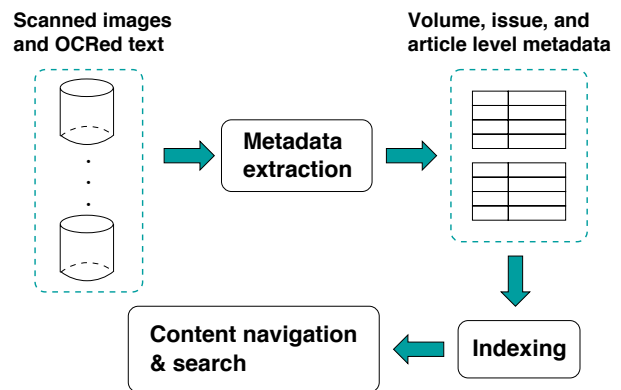 Scanned images
and OCRed text
Volume, issue, and
article level metadata
Metadata
extraction
Indexing
Content navigation
& search